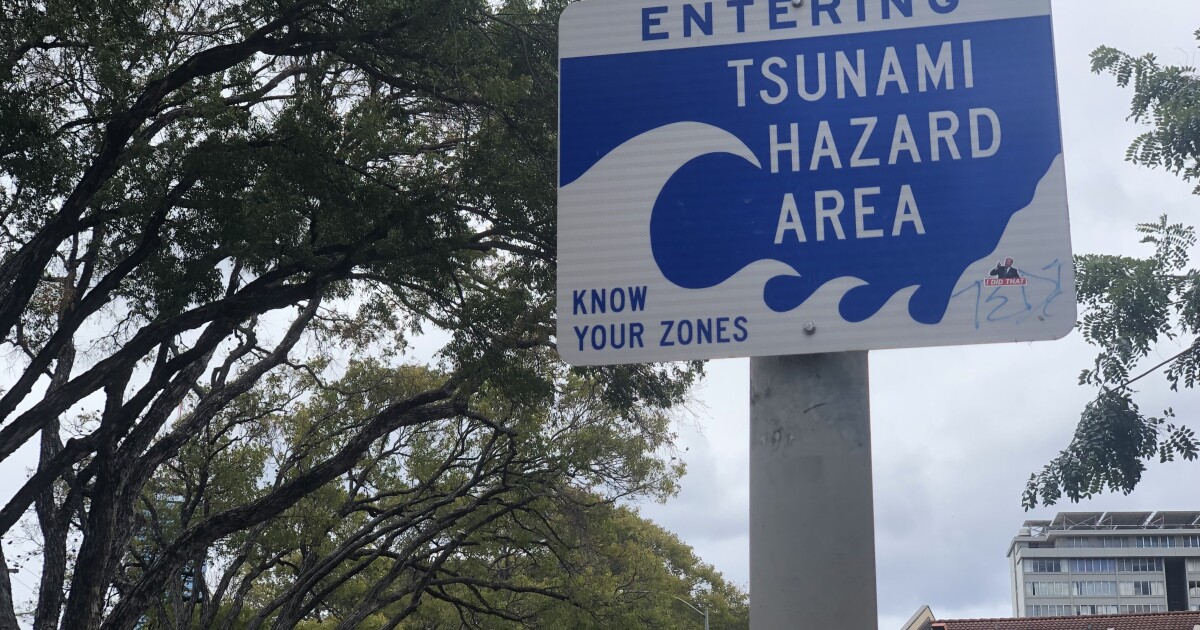 ENTERING
TSUNAMI
HAZARD
AREA
KNOW
YOUR ZONES
I DID THAT